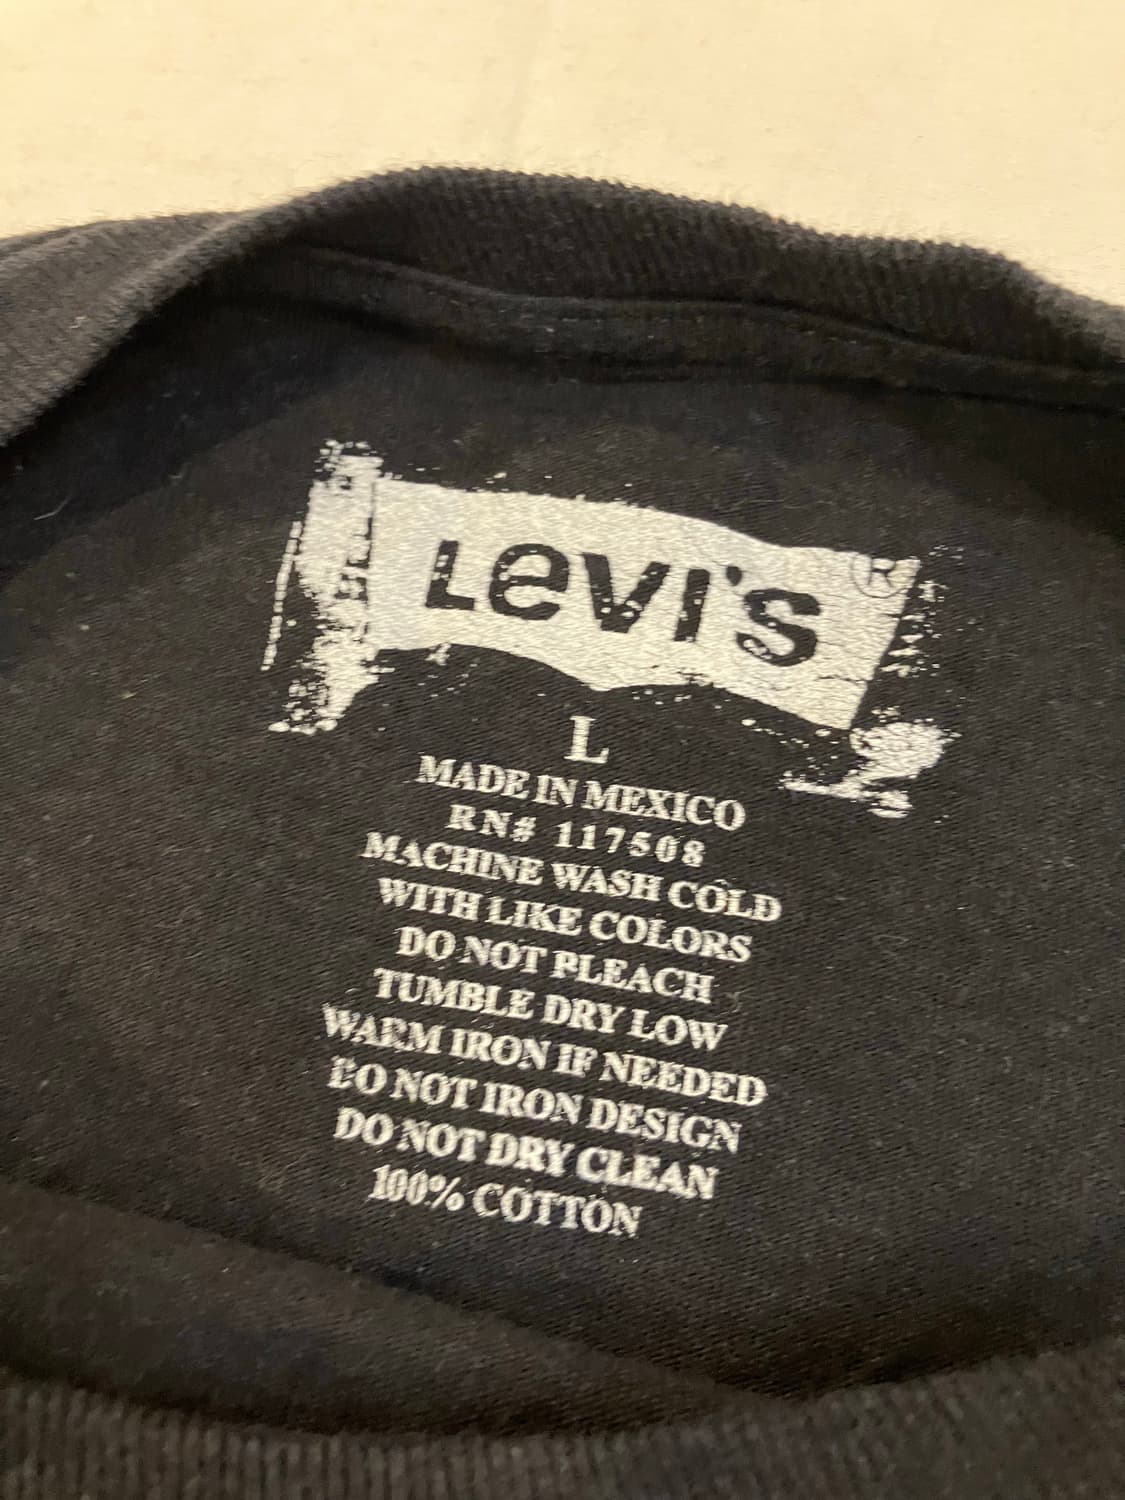 Levi's ®
L
MADE IN MEXICO
RN# 117508
MACHINE WASH COLD
WITH LIKE COLORS
DO NOT BLEACH
TUMBLE DRY LOW
WARM IRON IF NEEDED
DO NOT IRON DESIGN
DO NOT DRY CLEAN
100% COTTON